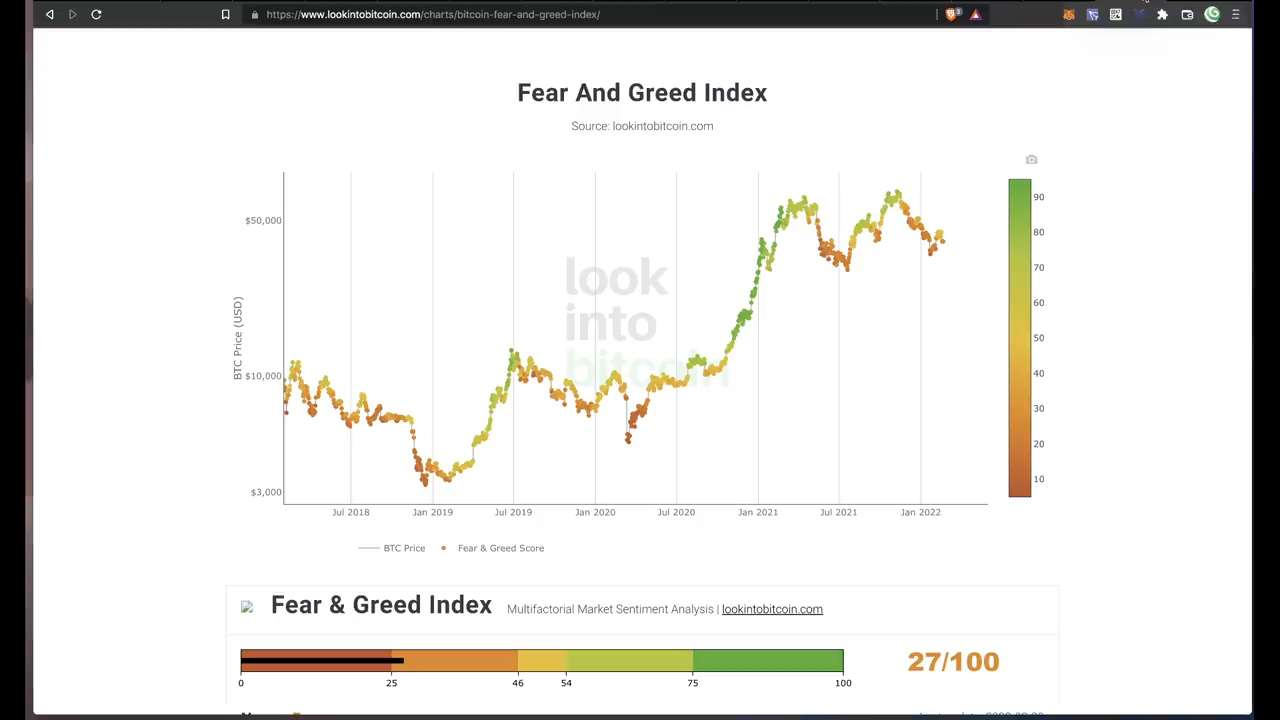 https://www.lookintobitcoin.com/charts/bitcoin-fear-and-greed-index/
Fear And Greed Index
Source: lookintobitcoin.com
look
into
bitcoin
BTC Price (USD)
$50,000
$10,000
$3,000
Jul 2018
Jan 2019
Jul 2019
Jan 2020
Jul 2020
Jan 2021
Jul 2021
Jan 2022
90
80
70
60
50
40
30
20
10
BTC Price
Fear & Greed Score
Fear & Greed Index
Multifactorial Market Sentiment Analysis | lookintobitcoin.com
27/100
0
25
46
54
75
100